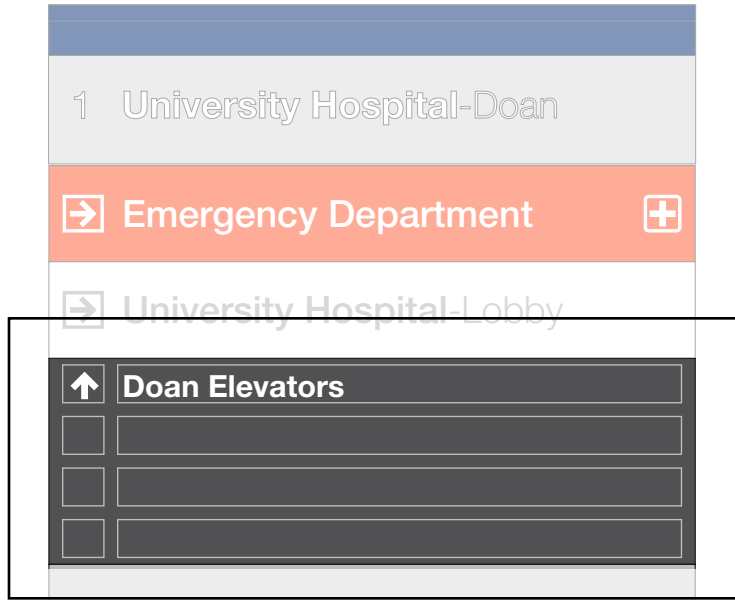 1 University Hospital-Doan
Emergency Department
University Hospital-Lobby
Doan Elevators